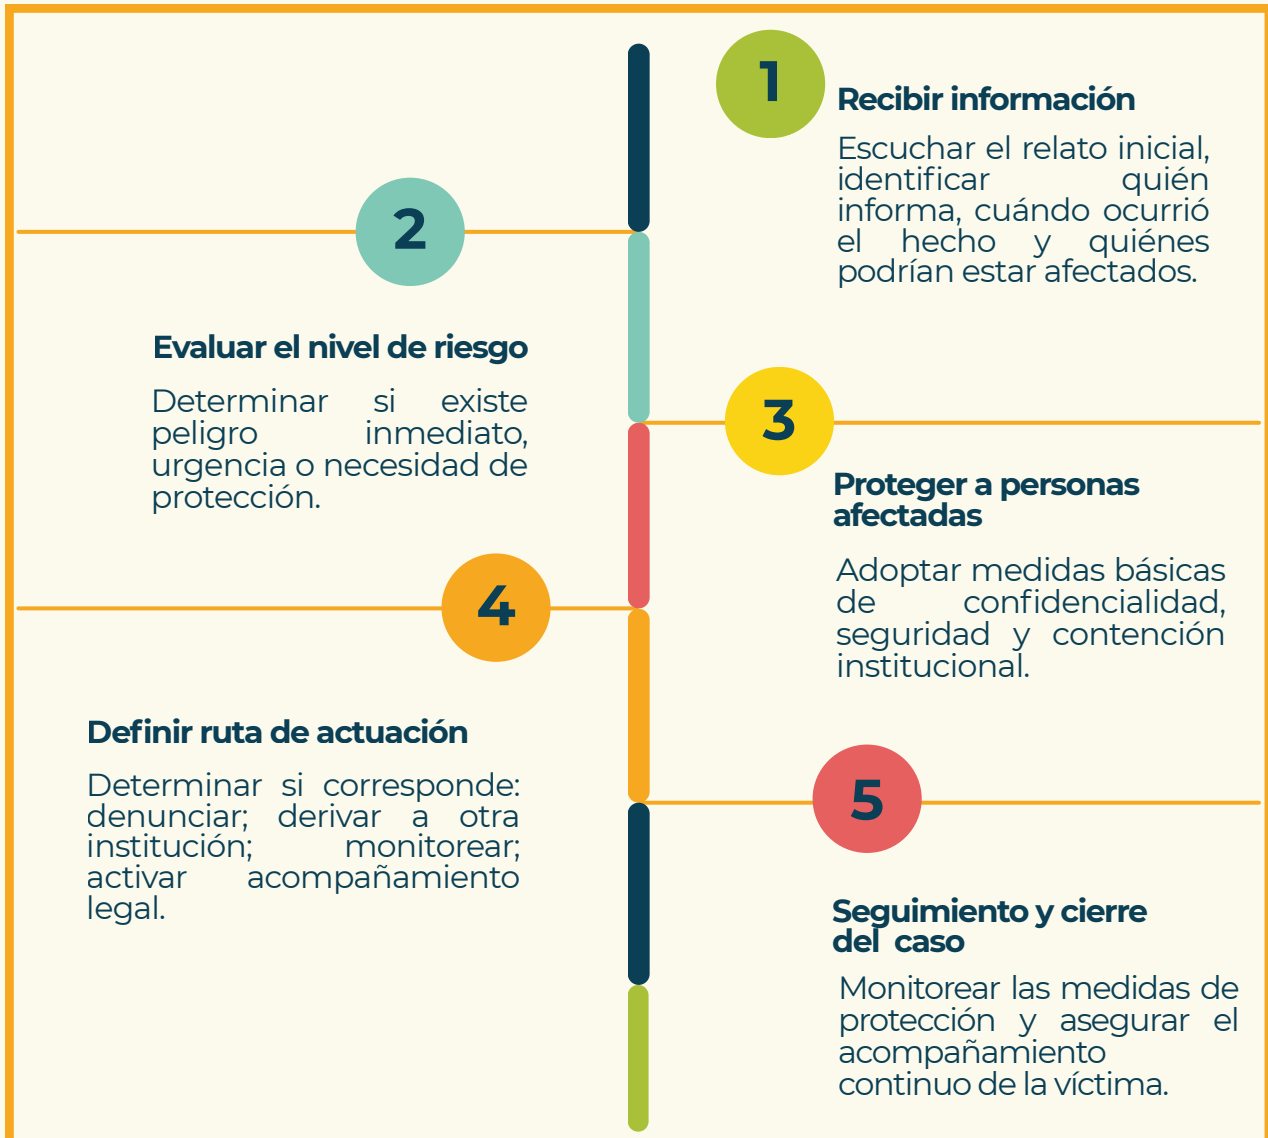 1
Recibir información
Escuchar el relato inicial,
identificar quién
informa, cuándo ocurrió
el hecho y quiénes
podrían estar afectados.
2
Evaluar el nivel de riesgo
Determinar si existe
peligro inmediato,
urgencia o necesidad de
protección.
3
Proteger a personas
afectadas
Adoptar medidas básicas
de confidencialidad,
seguridad y contención
institucional.
4
Definir ruta de actuación
Determinar si corresponde:
denunciar; derivar a otra
institución; monitorear;
activar acompañamiento
legal.
5
Seguimiento y cierre
del caso
Monitorear las medidas de
protección y asegurar el
acompañamiento
continuo de la víctima.